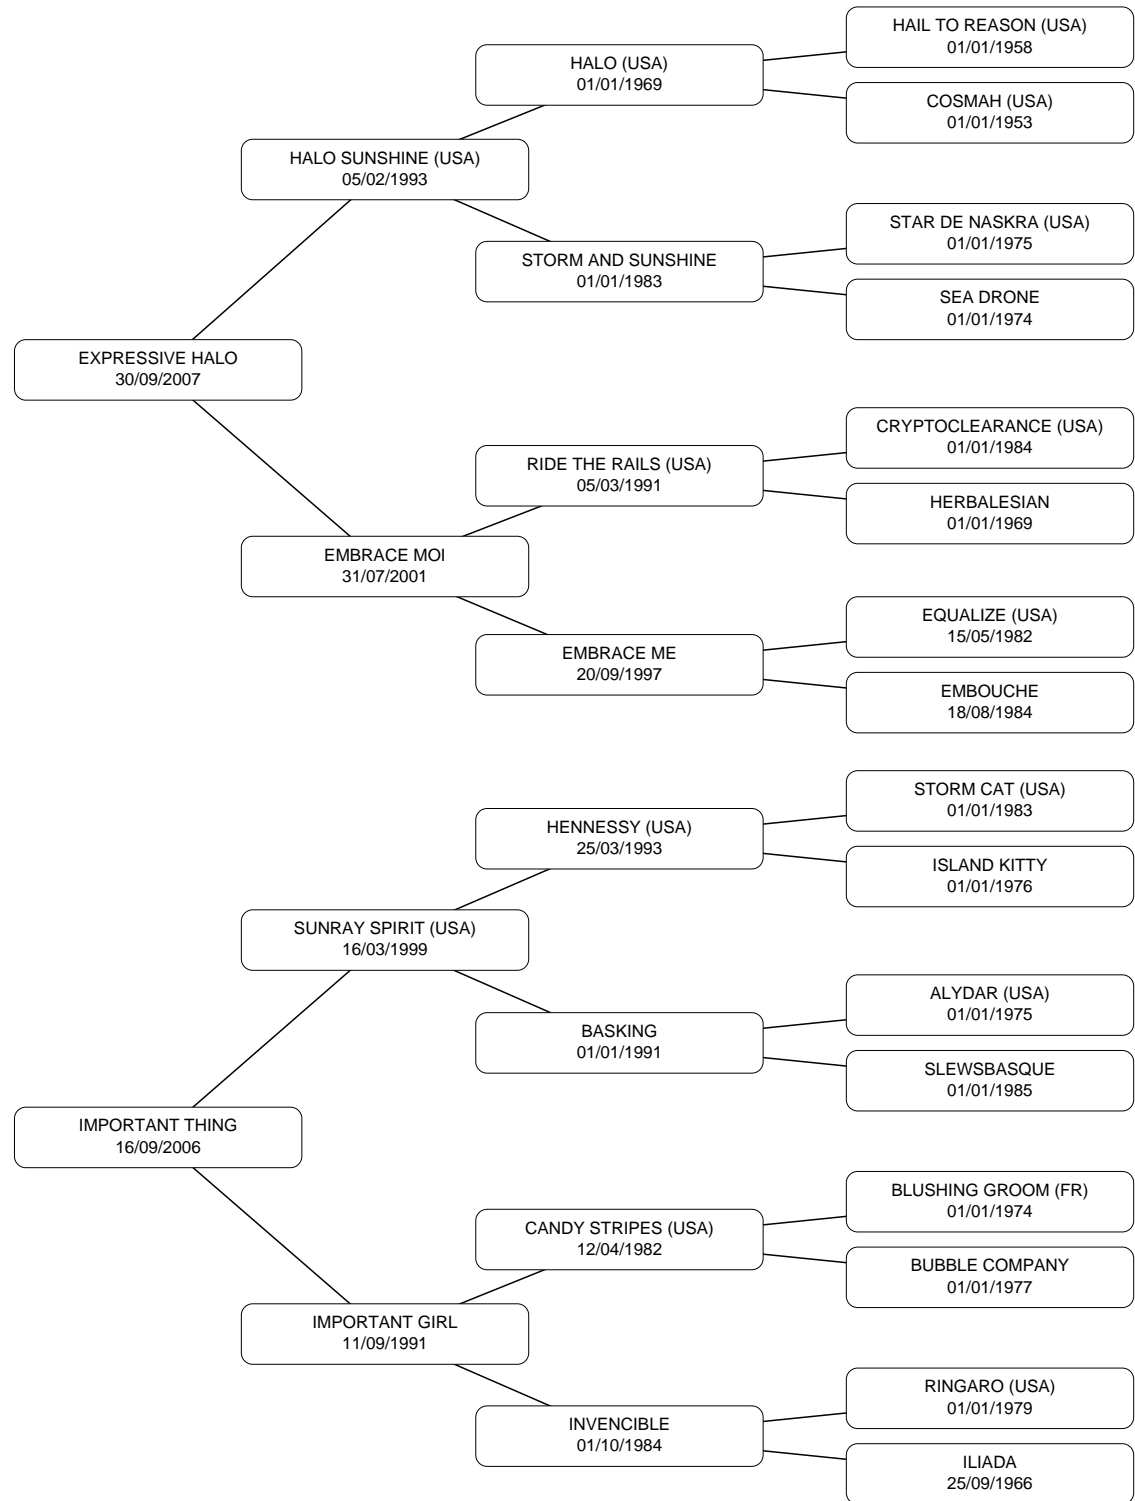 HAIL TO REASON (USA)
01/01/1958
HALO (USA)
01/01/1969
COSMAH (USA)
01/01/1953
HALO SUNSHINE (USA)
05/02/1993
STAR DE NASKRA (USA)
01/01/1975
STORM AND SUNSHINE
01/01/1983
SEA DRONE
01/01/1974
EXPRESSIVE HALO
30/09/2007
CRYPTOCLEARANCE (USA)
01/01/1984
RIDE THE RAILS (USA)
05/03/1991
HERBALESIAN
01/01/1969
EMBRACE MOI
31/07/2001
EQUALIZE (USA)
15/05/1982
EMBRACE ME
20/09/1997
EMBOUCHE
18/08/1984
STORM CAT (USA)
01/01/1983
HENNESSY (USA)
25/03/1993
ISLAND KITTY
01/01/1976
SUNRAY SPIRIT (USA)
16/03/1999
ALYDAR (USA)
01/01/1975
BASKING
01/01/1991
SLEWSBASQUE
01/01/1985
IMPORTANT THING
16/09/2006
BLUSHING GROOM (FR)
01/01/1974
CANDY STRIPES (USA)
12/04/1982
BUBBLE COMPANY
01/01/1977
IMPORTANT GIRL
11/09/1991
RINGARO (USA)
01/01/1979
INVENCIBLE
01/10/1984
ILIADA
25/09/1966